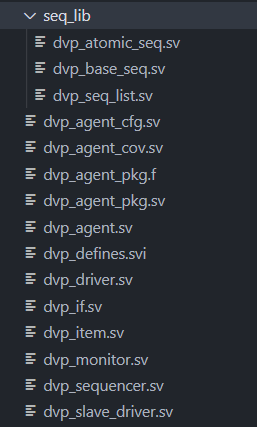 seq_lib
dvp_atomic_seq.sv
dvp_base_seq.sv
dvp_seq_list.sv
dvp_agent_cfg.sv
dvp_agent_cov.sv
dvp_agent_pkg.f
dvp_agent_pkg.sv
dvp_agent.sv
dvp_defines.svi
dvp_driver.sv
dvp_if.sv
dvp_item.sv
dvp_monitor.sv
dvp_sequencer.sv
dvp_slave_driver.sv